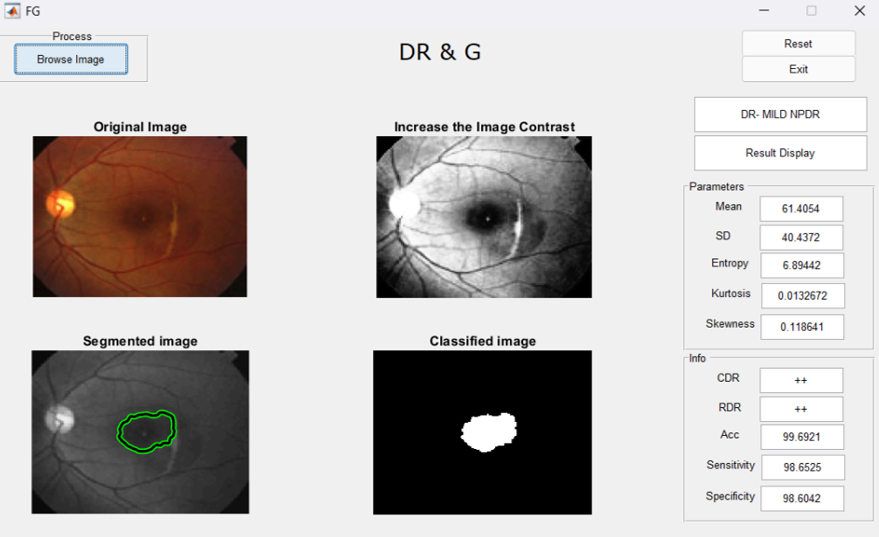 FG
Process
Browse Image
DR & G
Reset
Exit
DR- MILD NPDR
Result Display
Original Image
Increase the Image Contrast
Segmented image
Classified image
Parameters
Mean 61.4054
SD 40.4372
Entropy 6.89442
Kurtosis 0.0132672
Skewness 0.118641
Info
CDR ++
RDR ++
Acc 99.6921
Sensitivity 98.6525
Specificity 98.6042